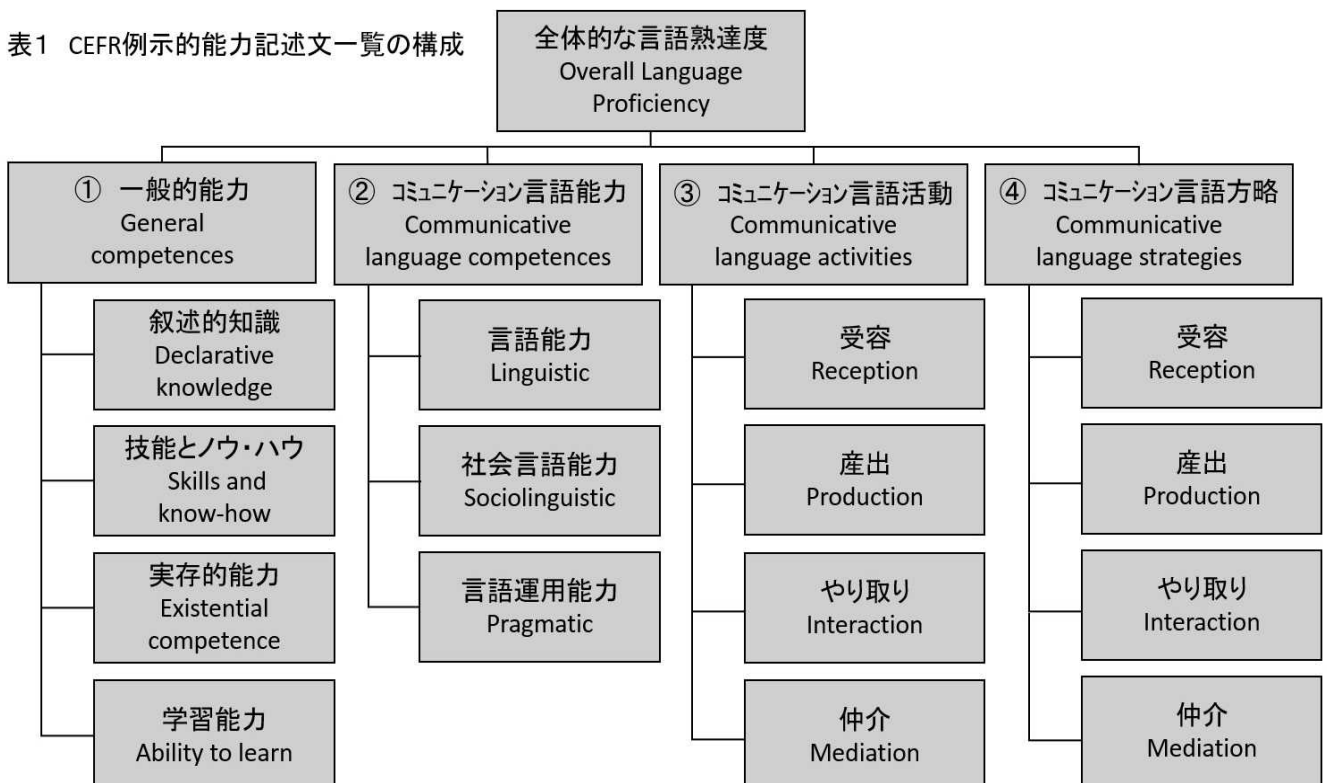 表1 CEFR例示的能力記述文一覧の構成
全体的な言語熟達度
Overall Language
Proficiency
① 一般的能力
General
competences
叙述的知識
Declarative
knowledge
技能とノウ・ハウ
Skills and
know-how
実存的能力
Existential
competence
学習能力
Ability to learn
② コミュニケーション言語能力
Communicative
language competences
言語能力
Linguistic
社会言語能力
Sociolinguistic
言語運用能力
Pragmatic
③ コミュニケーション言語活動
Communicative
language activities
受容
Reception
産出
Production
やり取り
Interaction
仲介
Mediation
④ コミュニケーション言語方略
Communicative
language strategies
受容
Reception
産出
Production
やり取り
Interaction
仲介
Mediation